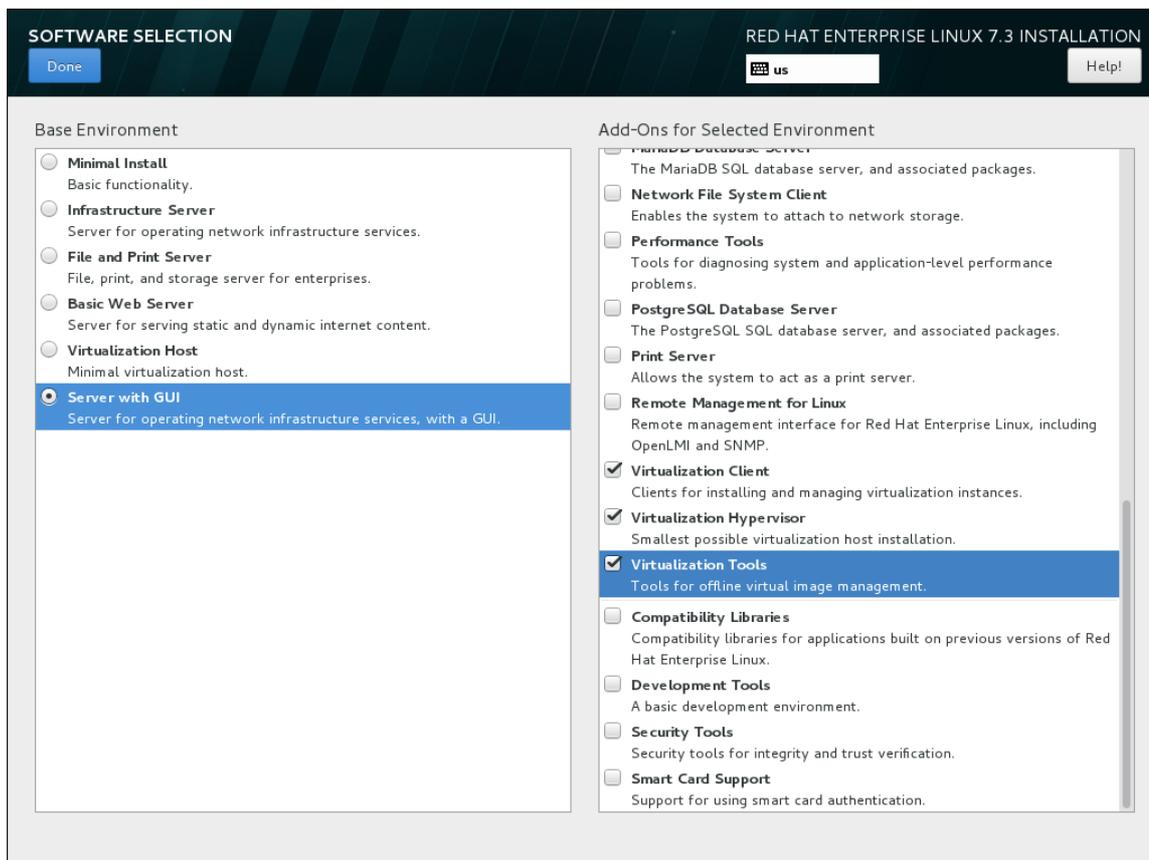 SOFTWARE SELECTION
RED HAT ENTERPRISE LINUX 7.3 INSTALLATION
Done
us
Help!
Base Environment
Minimal Install
Basic functionality.
Infrastructure Server
Server for operating network infrastructure services.
File and Print Server
File, print, and storage server for enterprises.
Basic Web Server
Server for serving static and dynamic internet content.
Virtualization Host
Minimal virtualization host.
Server with GUI
Server for operating network infrastructure services, with a GUI.
Add-Ons for Selected Environment
MariaDB Database Server
The MariaDB SQL database server, and associated packages.
Network File System Client
Enables the system to attach to network storage.
Performance Tools
Tools for diagnosing system and application-level performance
problems.
PostgreSQL Database Server
The PostgreSQL SQL database server, and associated packages.
Print Server
Allows the system to act as a print server.
Remote Management for Linux
Remote management interface for Red Hat Enterprise Linux, including
OpenLMI and SNMP.
Virtualization Client
Clients for installing and managing virtualization instances.
Virtualization Hypervisor
Smallest possible virtualization host installation.
Virtualization Tools
Tools for offline virtual image management.
Compatibility Libraries
Compatibility libraries for applications built on previous versions of Red
Hat Enterprise Linux.
Development Tools
A basic development environment.
Security Tools
Security tools for integrity and trust verification.
Smart Card Support
Support for using smart card authentication.